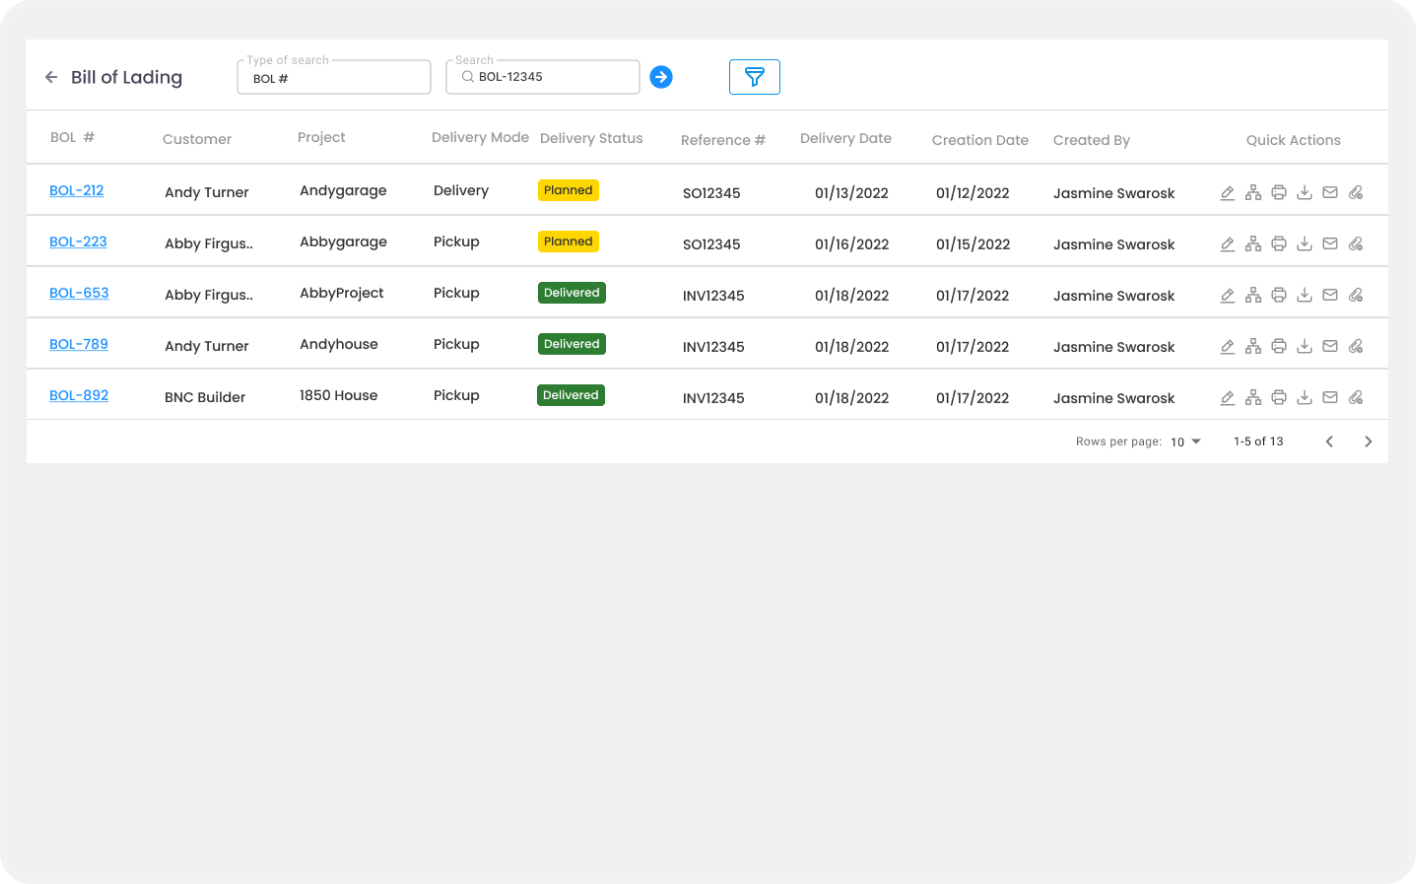 Bill of Lading
Type of search
BOL #
Search
BOL-12345
BOL # Customer Project Delivery Mode Delivery Status Reference # Delivery Date Creation Date Created By Quick Actions
BOL-212 Andy Turner Andygarage Delivery Planned SO12345 01/13/2022 01/12/2022 Jasmine Swarosk
BOL-223 Abby Firgus.. Abbygarage Pickup Planned SO12345 01/16/2022 01/15/2022 Jasmine Swarosk
BOL-653 Abby Firgus.. AbbyProject Pickup Delivered INV12345 01/18/2022 01/17/2022 Jasmine Swarosk
BOL-789 Andy Turner Andyhouse Pickup Delivered INV12345 01/18/2022 01/17/2022 Jasmine Swarosk
BOL-892 BNC Builder 1850 House Pickup Delivered INV12345 01/18/2022 01/17/2022 Jasmine Swarosk
Rows per page: 10 1-5 of 13